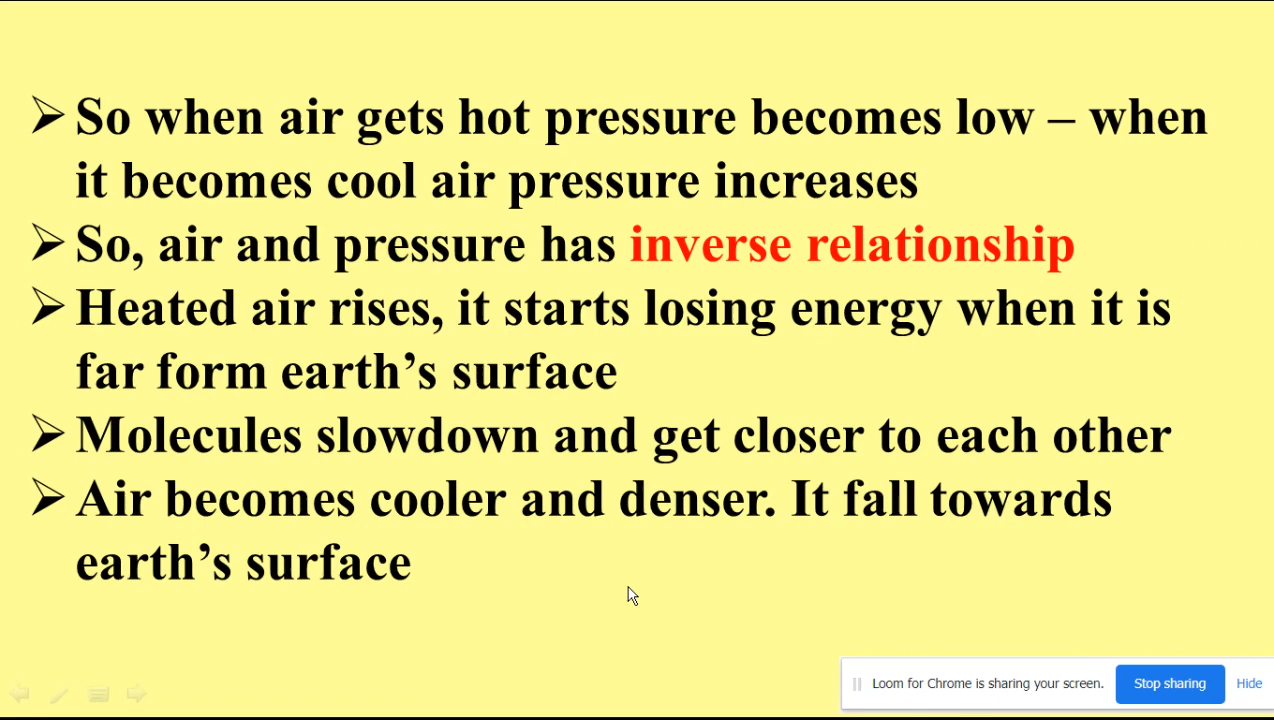 So when air gets hot pressure becomes low – when
it becomes cool air pressure increases
So, air and pressure has inverse relationship
Heated air rises, it starts losing energy when it is
far form earth’s surface
Molecules slowdown and get closer to each other
Air becomes cooler and denser. It fall towards
earth’s surface
Loom for Chrome is sharing your screen. Stop sharing Hide